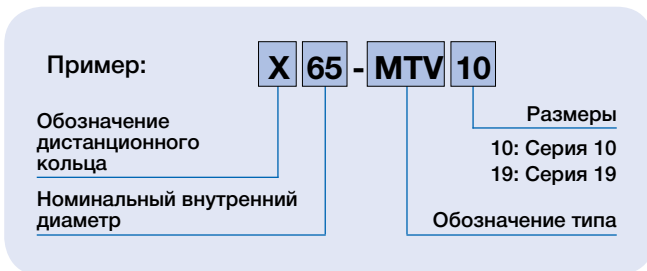 Пример:
X 65 - MTV 10
Обозначение
дистанционного
кольца
Номинальный внутренний
диаметр
Размеры
10: Серия 10
19: Серия 19
Обозначение типа